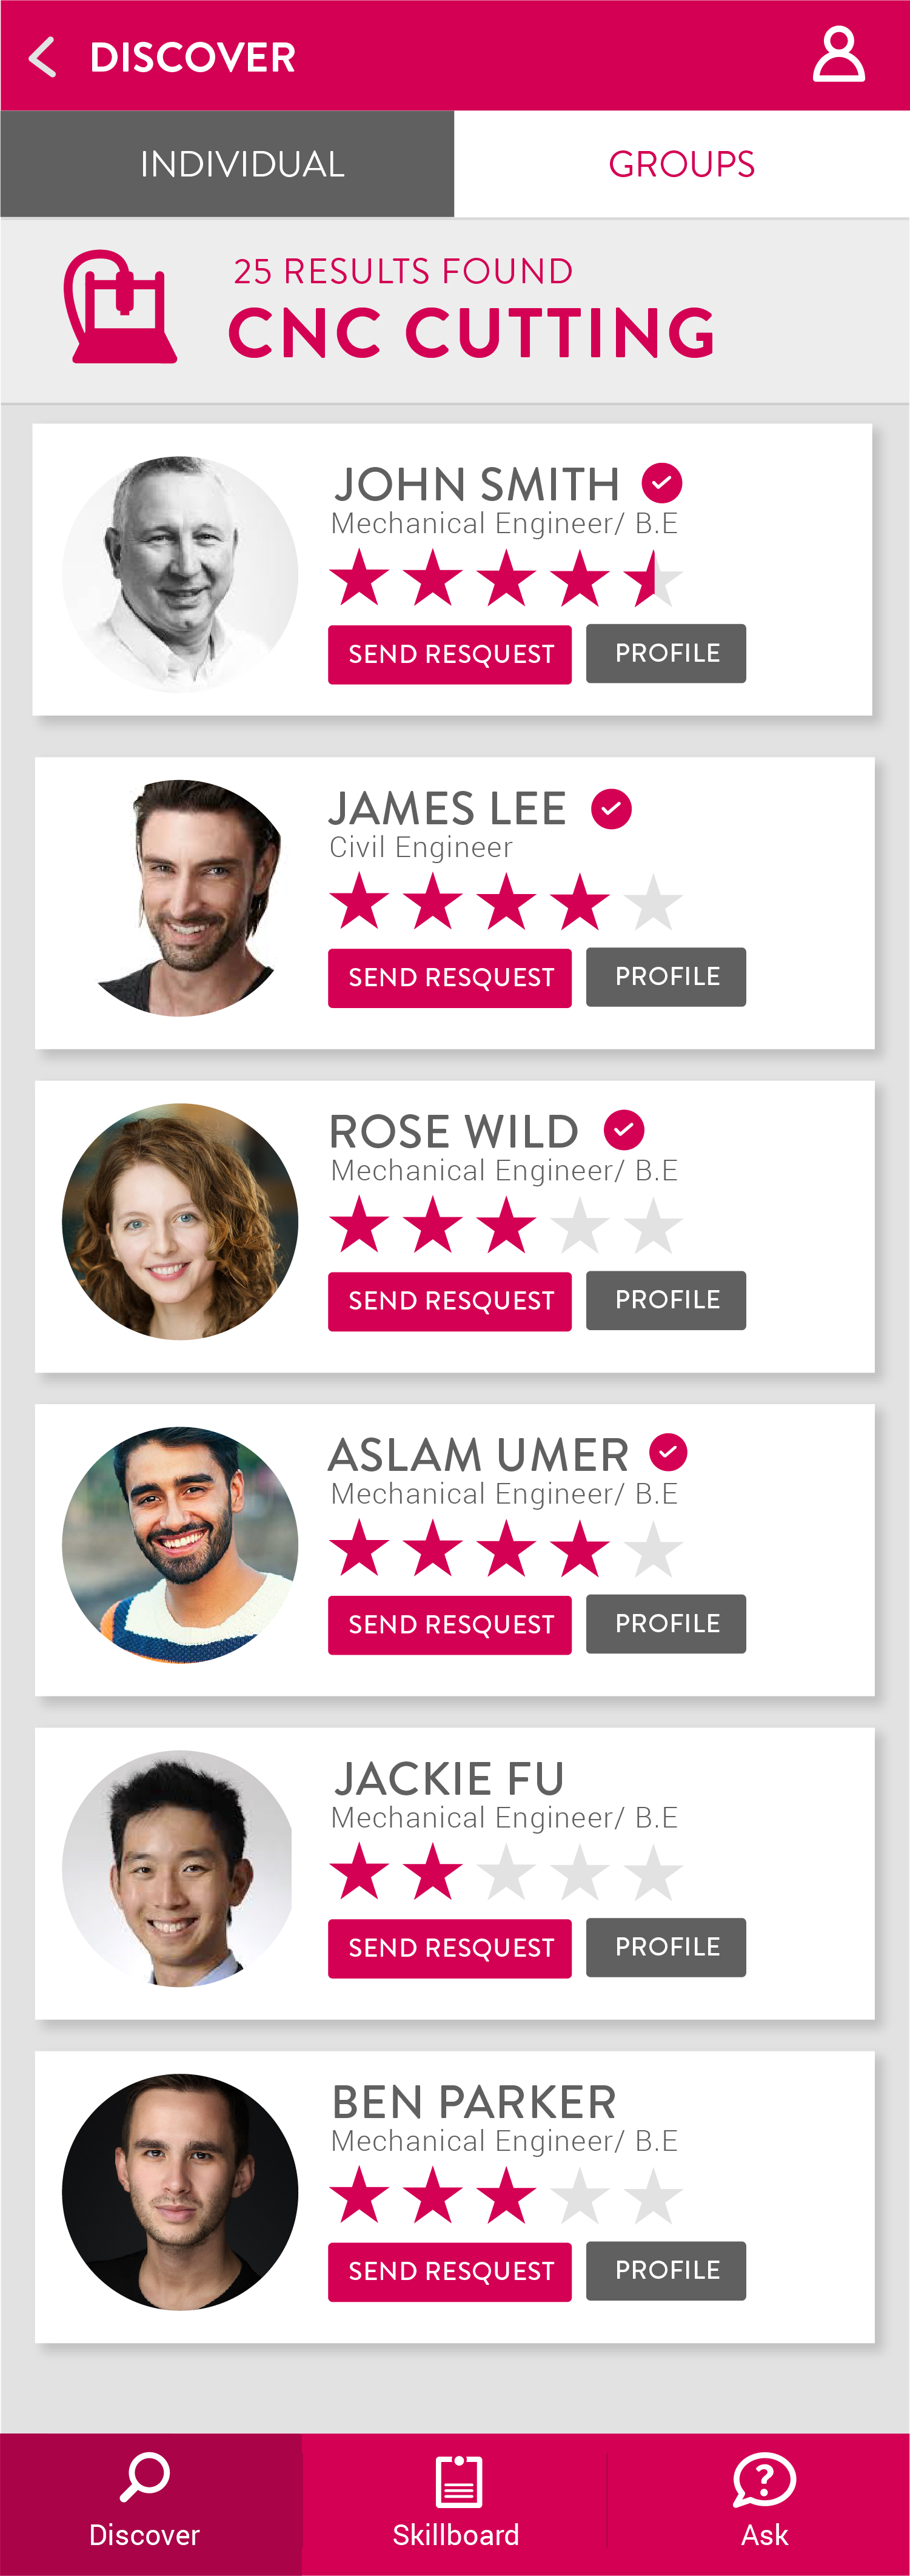 DISCOVER
INDIVIDUAL
GROUPS
25 RESULTS FOUND
CNC CUTTING
JOHN SMITH
Mechanical Engineer/ B.E
SEND RESQUEST
PROFILE
JAMES LEE
Civil Engineer
SEND RESQUEST
PROFILE
ROSE WILD
Mechanical Engineer/ B.E
SEND RESQUEST
PROFILE
ASLAM UMER
Mechanical Engineer/ B.E
SEND RESQUEST
PROFILE
JACKIE FU
Mechanical Engineer/ B.E
SEND RESQUEST
PROFILE
BEN PARKER
Mechanical Engineer/ B.E
SEND RESQUEST
PROFILE
?
Discover
Skillboard
Ask